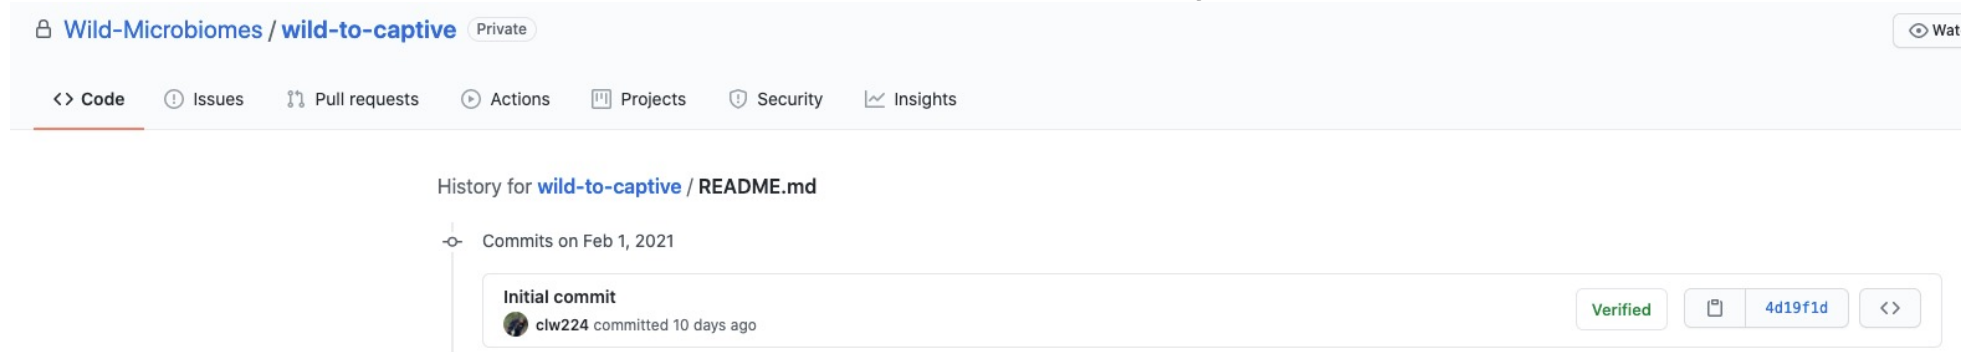 Wild-Microbiomes / wild-to-captive Private Wat
Code Issues Pull requests Actions Projects Security Insights
History for wild-to-captive / README.md
Commits on Feb 1, 2021
Initial commit
Verified 4d19f1d
clw224 committed 10 days ago